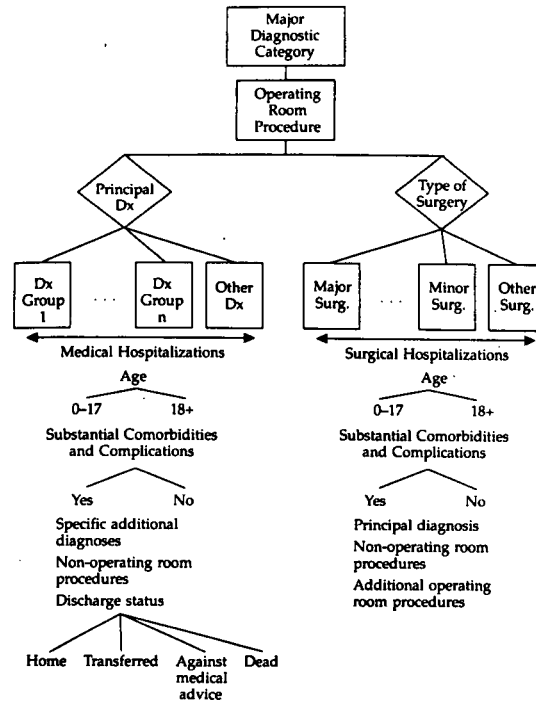 Major
Diagnostic
Category
Operating
Room
Procedure
Principal
Dx
Type of
Surgery
Dx
Group
1
. . .
Dx
Group
n
Other
Dx
Major
Surg.
. . .
Minor
Surg.
Other
Surg.
Medical Hospitalizations
Surgical Hospitalizations
Age
0–17 18+
Substantial Comorbidities
and Complications
Yes No
Specific additional
diagnoses
Non-operating room
procedures
Discharge status
Home Transferred Against
medical
advice Dead
Age
0–17 18+
Substantial Comorbidities
and Complications
Yes No
Principal diagnosis
Non-operating room
procedures
Additional operating
room procedures